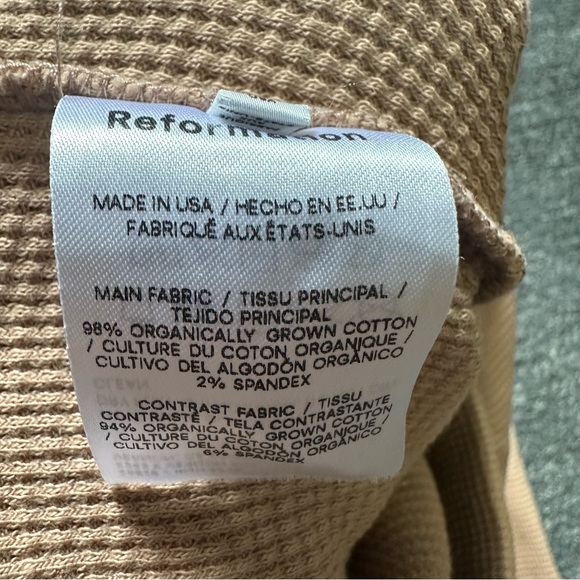 Reformation
MADE IN USA / HECHO EN EE.UU /
FABRIQUÊ AUX ÉTATS-UNIS
MAIN FABRIC / TISSU PRINCIPAL /
TEJIDO PRINCIPAL
98% ORGANICALLY GROWN COTTON
/ CULTURE DU COTON ORGANIQUE /
CULTIVO DEL ALGODÓN ORGÁNICO
2% SPANDEX
CONTRAST FABRIC / TISSU
CONTRASTÉ / TELA CONTRASTANTE
94% ORGANICALLY GROWN COTTON
/ CULTURE DU COTON ORGANIQUE /
CULTIVO DEL ALGODÓN ORGÁNICO
6% SPANDEX